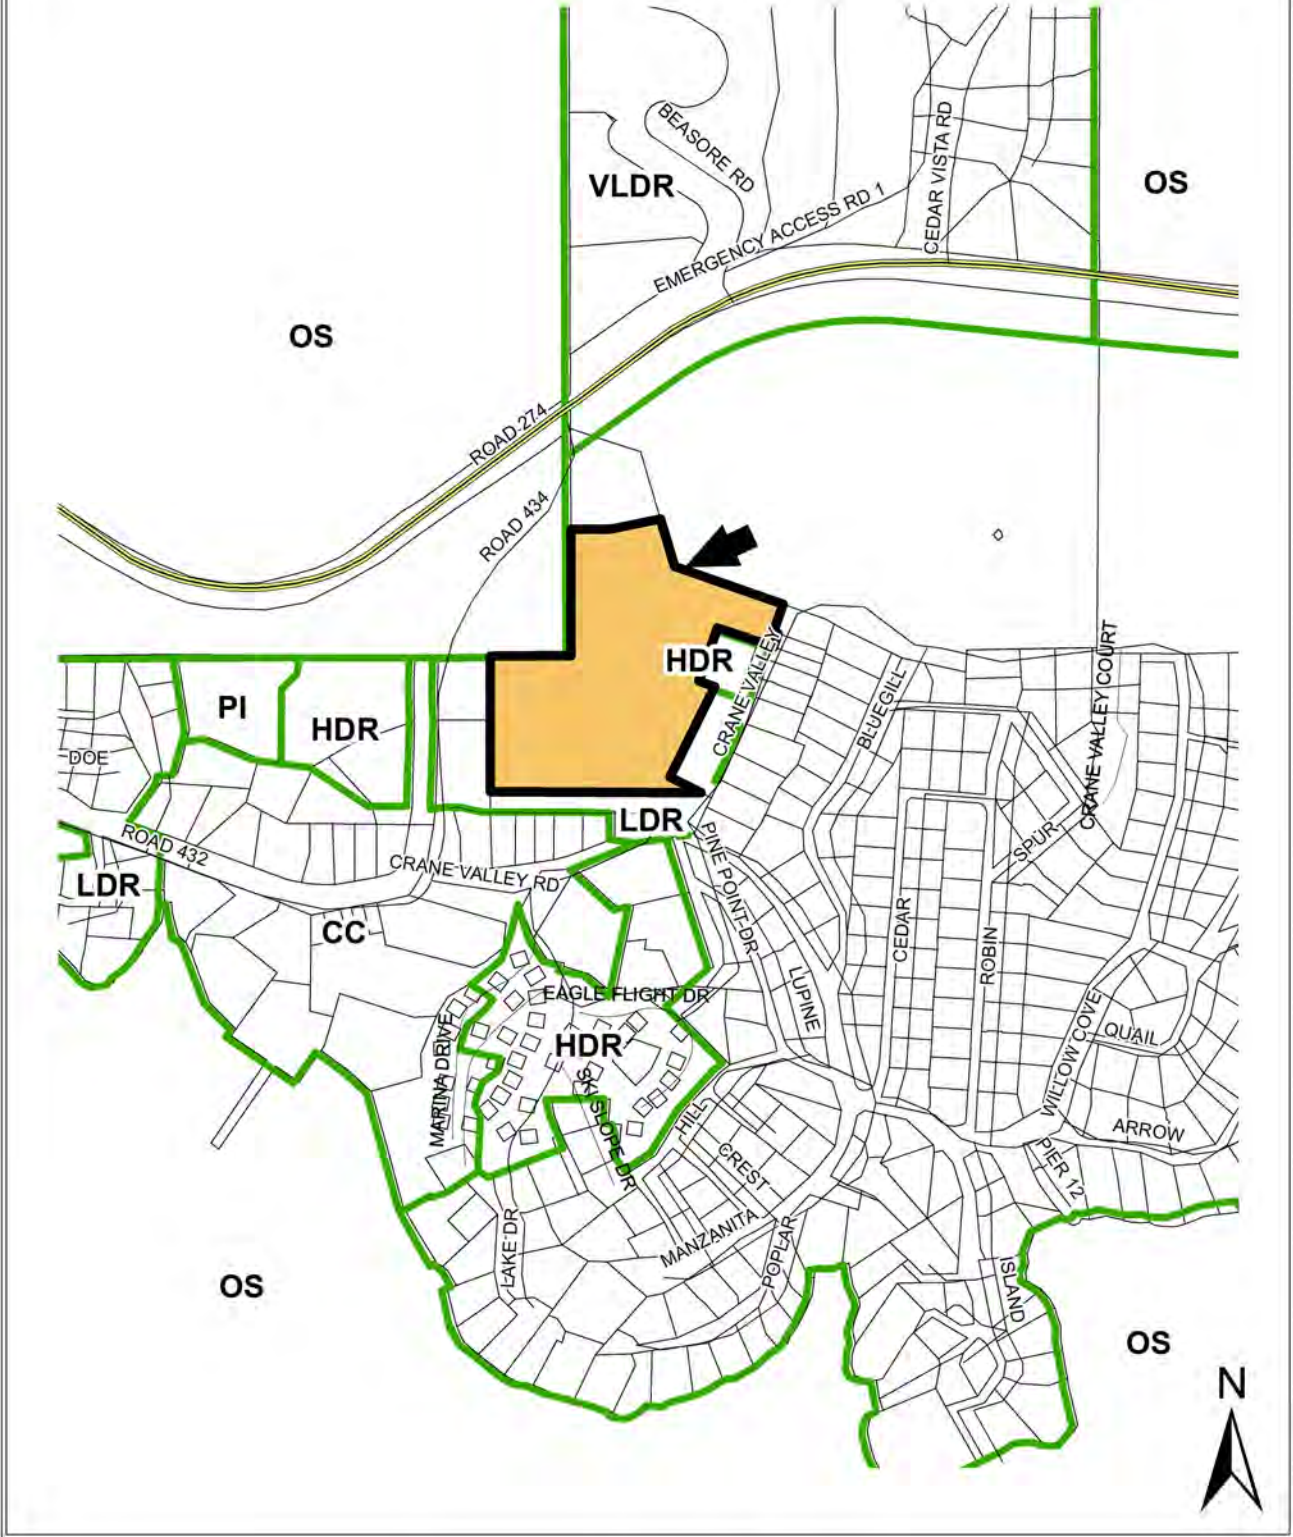 BEASORE RD
VLDR
CEDAR VISTA RD
OS
EMERGENCY ACCESS RD 1
OS
ROAD 274
ROAD 434
HDR
CRANE VALLEY
BLUEGILL
CRANE VALLEY COURT
PI
HDR
DOE
LDR
ROAD 432
PINE POINT DR
SPUR
CRANE VALLEY RD
LDR
CC
CEDAR
ROBIN
LUPINE
EAGLE FLIGHT DR
HDR
MARINA DRIVE
SKI SLOPE DR
WILLOW COVE
QUAIL
HILL
ARROW
CREST
PIER 12
MANZANITA
LAKE DR
POPLAR
ISLAND
OS
OS
N